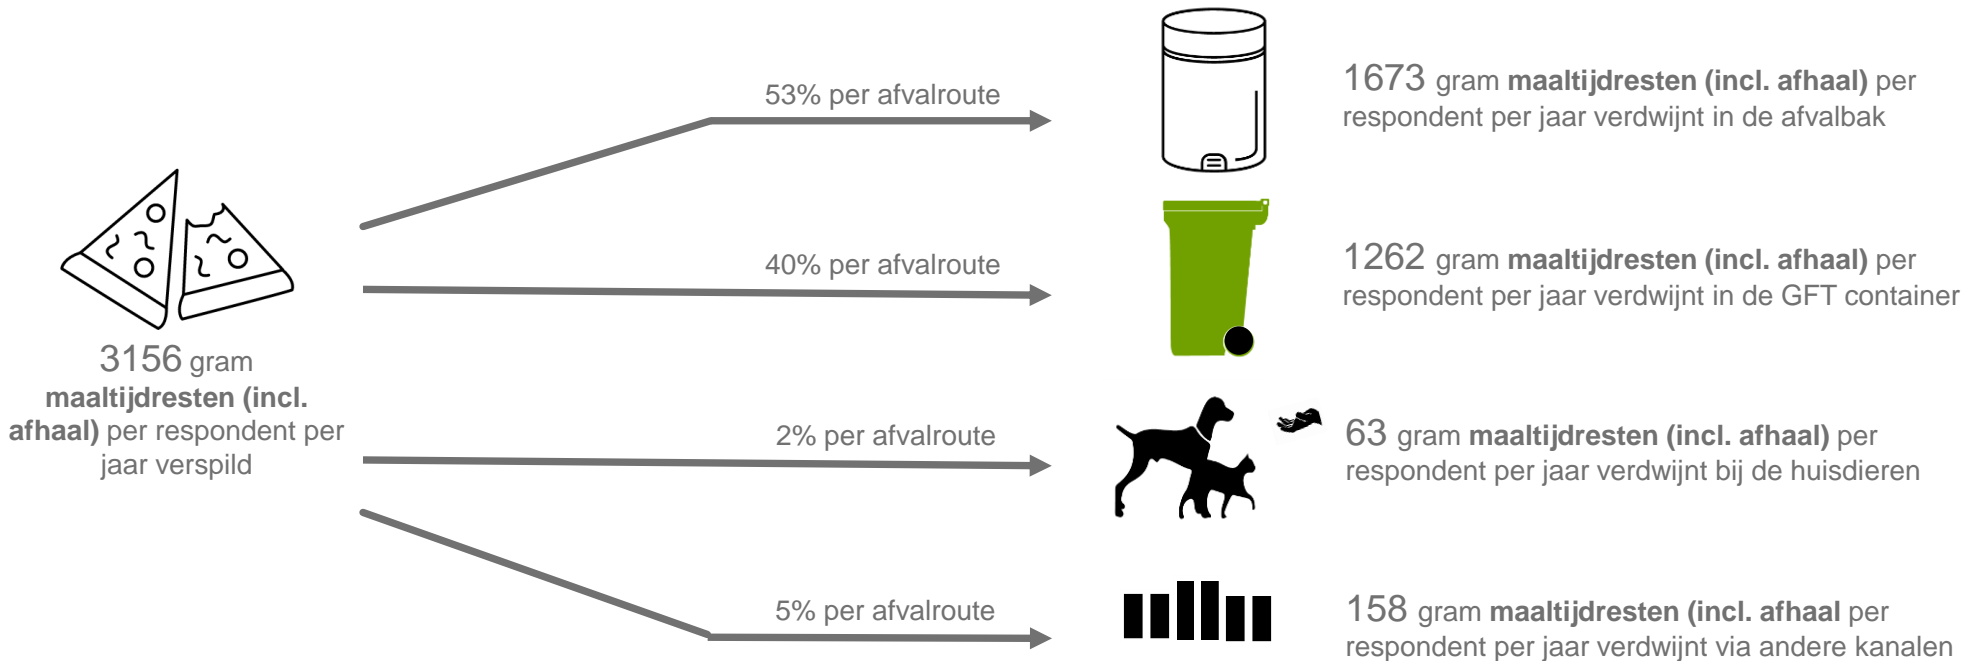 3156 gram
maaltijdresten (incl.
afhaal) per respondent per
jaar verspild
53% per afvalroute
1673 gram maaltijdresten (incl. afhaal) per
respondent per jaar verdwijnt in de afvalbak
40% per afvalroute
1262 gram maaltijdresten (incl. afhaal) per
respondent per jaar verdwijnt in de GFT container
2% per afvalroute
63 gram maaltijdresten (incl. afhaal) per
respondent per jaar verdwijnt bij de huisdieren
5% per afvalroute
158 gram maaltijdresten (incl. afhaal per
respondent per jaar verdwijnt via andere kanalen